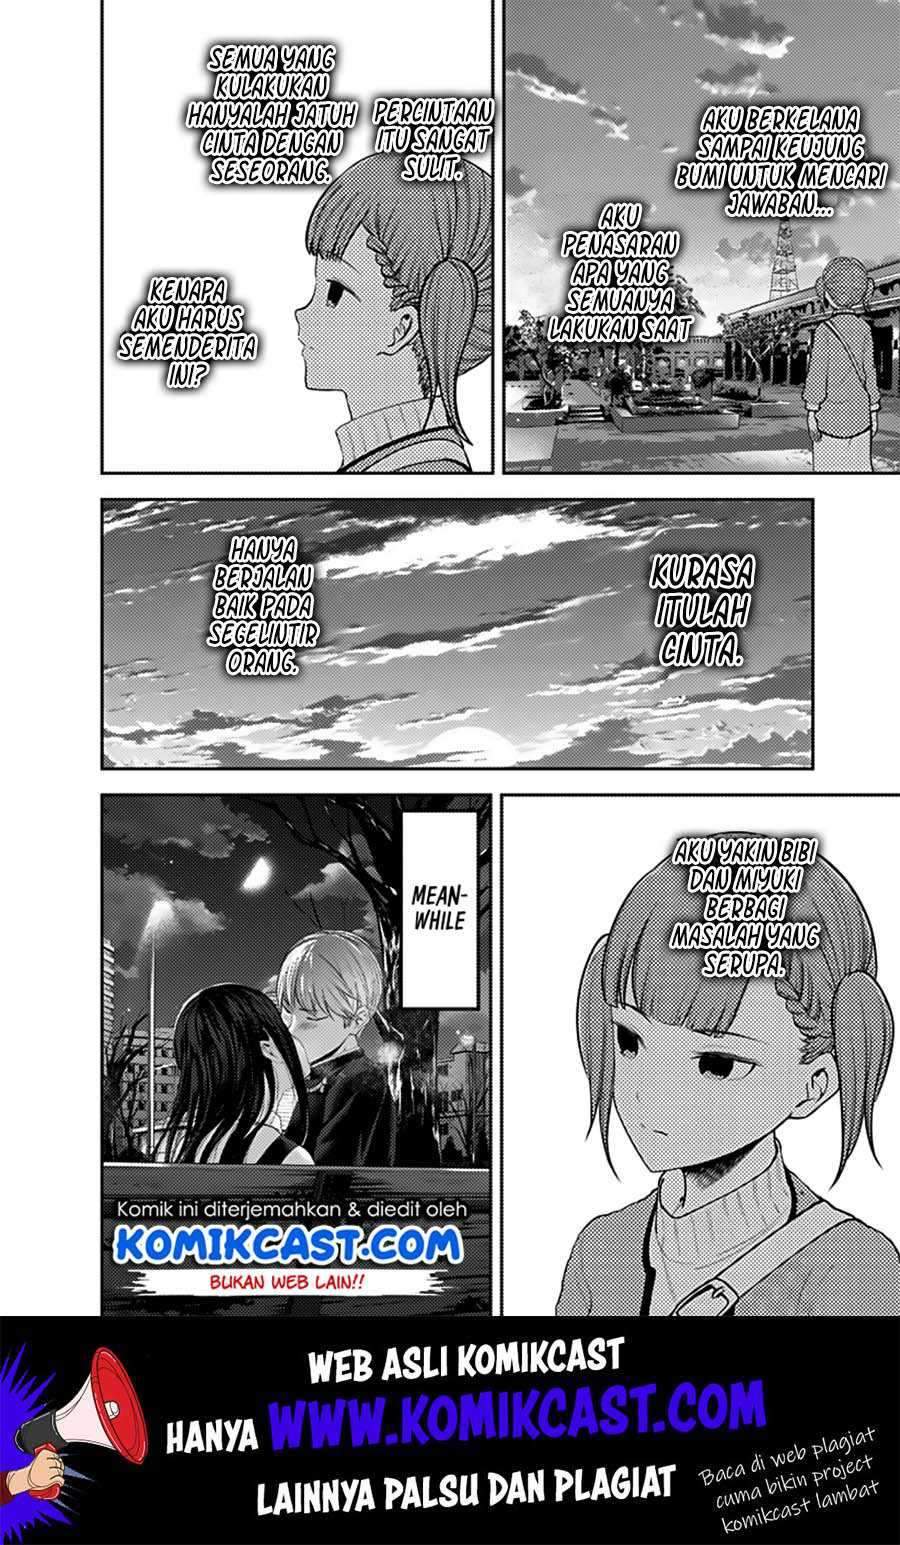 AKU BERKELANA
SAMPAI KEUJUNG
BUMI UNTUK MENCARI
JAWABAN...
AKU
PENASARAN
APA YANG
SEMUANYA
LAKUKAN SAAT
PERCINTAAN
ITU SANGAT
SULIT.
SEMUA YANG
KULAKUKAN
HANYALAH JATUH
CINTA DENGAN
SESEORANG.
KENAPA
AKU HARUS
SEMENDERITA
INI?
KURASA
ITULAH
CINTA.
HANYA
BERJALAN
BAIK PADA
SEGELINTIR
ORANG.
AKU YAKIN BIBI
DAN MIYUKI
BERBAGI
MASALAH YANG
SERUPA.
MEAN-
WHILE
Komik ini diterjemahkan & diedit oleh
KOMIKCAST.COM
BUKAN WEB LAIN!!
WEB ASLI KOMIKCAST
HANYA WWW.KOMIKCAST.COM
LAINNYA PALSU DAN PLAGIAT
Baca di web plagiat
cuma bikin project
komikcast lambat